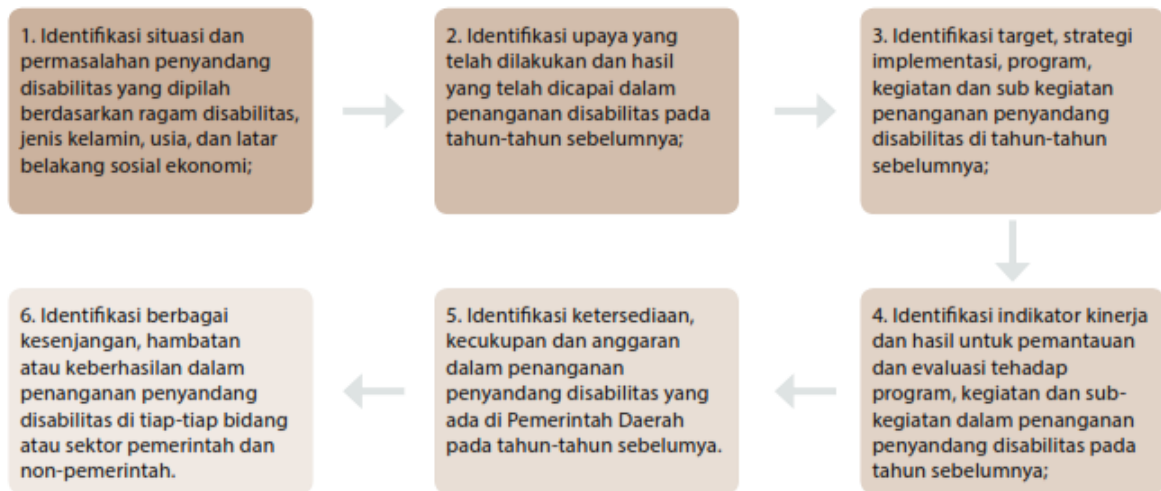 1. Identifikasi situasi dan
permasalahan penyandang
disabilitas yang dipilah
berdasarkan ragam disabilitas,
jenis kelamin, usia, dan latar
belakang sosial ekonomi;
2. Identifikasi upaya yang
telah dilakukan dan hasil
yang telah dicapai dalam
penanganan disabilitas pada
tahun-tahun sebelumnya;
3. Identifikasi target, strategi
implementasi, program,
kegiatan dan sub kegiatan
penanganan penyandang
disabilitas di tahun-tahun
sebelumnya;
4. Identifikasi indikator kinerja
dan hasil untuk pemantauan
dan evaluasi tehadap
program, kegiatan dan sub-
kegiatan dalam penanganan
penyandang disabilitas pada
tahun sebelumnya;
5. Identifikasi ketersediaan,
kecukupan dan anggaran
dalam penanganan
penyandang disabilitas yang
ada di Pemerintah Daerah
pada tahun-tahun sebelumya.
6. Identifikasi berbagai
kesenjangan, hambatan
atau keberhasilan dalam
penanganan penyandang
disabilitas di tiap-tiap bidang
atau sektor pemerintah dan
non-pemerintah.